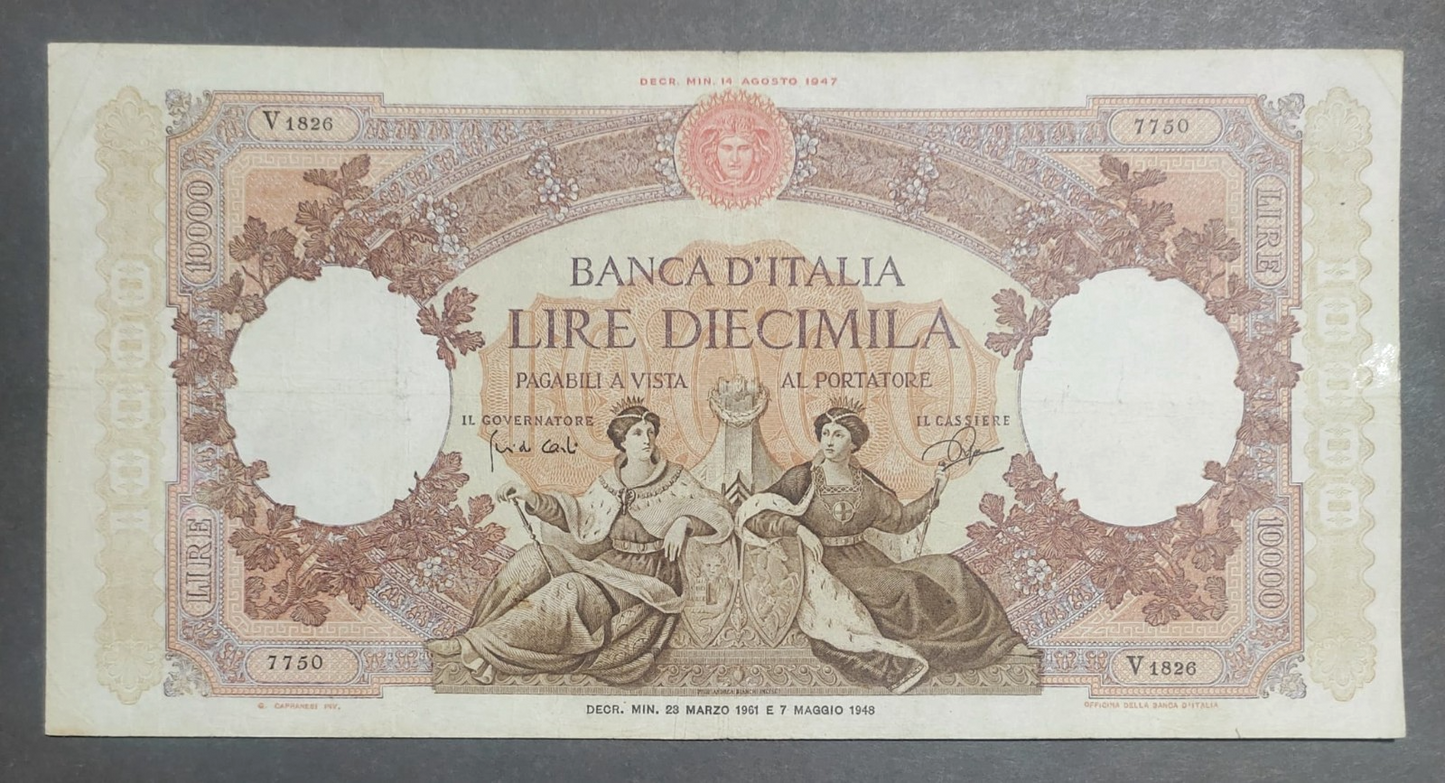 DECR. MIN. 14 AGOSTO 1947
V 1826
7750
10000
LIRE
BANCA D'ITALIA
LIRE DIECIMILA
PAGABILI A VISTA AL PORTATORE
IL GOVERNATORE
IL CASSIERE
LIRE
10000
7750
V 1826
G. CAPRANESI INV.
DECR. MIN. 23 MARZO 1961 E 7 MAGGIO 1948
OFFICINA DELLA BANCA D'ITALIA